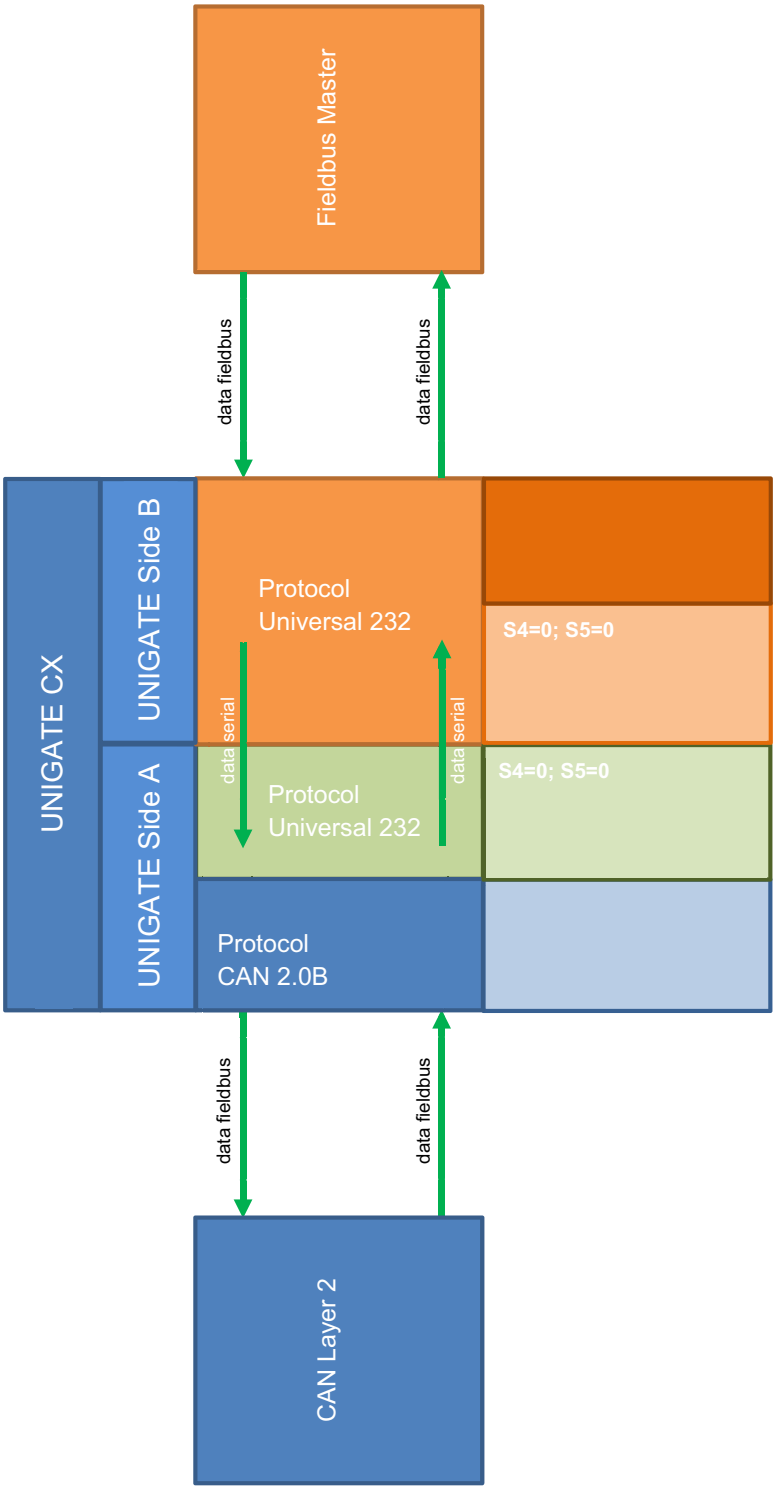 Fieldbus Master
data fieldbus
data fieldbus
UNIGATE CX
UNIGATE Side B
Protocol
Universal 232
S4=0; S5=0
data serial
data serial
UNIGATE Side A
Protocol
Universal 232
S4=0; S5=0
Protocol
CAN 2.0B
data fieldbus
data fieldbus
CAN Layer 2